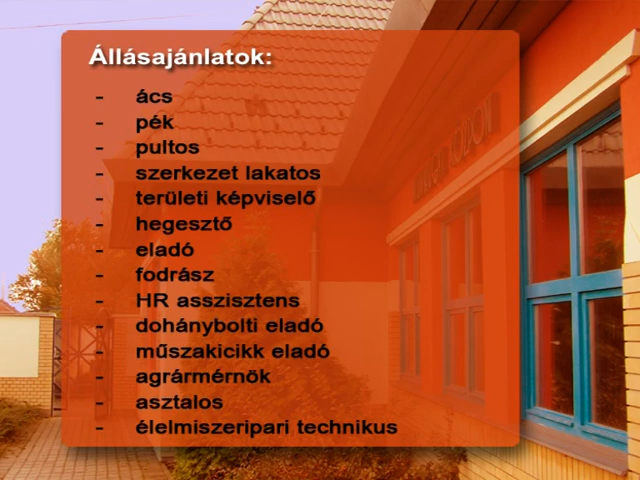 Állásajánlatok:
- ács
- pék
- pultos
- szerkezet lakatos
- területi képviselő
- hegesztő
- eladó
- fodrász
- HR asszisztens
- dohánybolti eladó
- műszakicikk eladó
- agrármérnök
- asztalos
- élelmiszeripari technikus